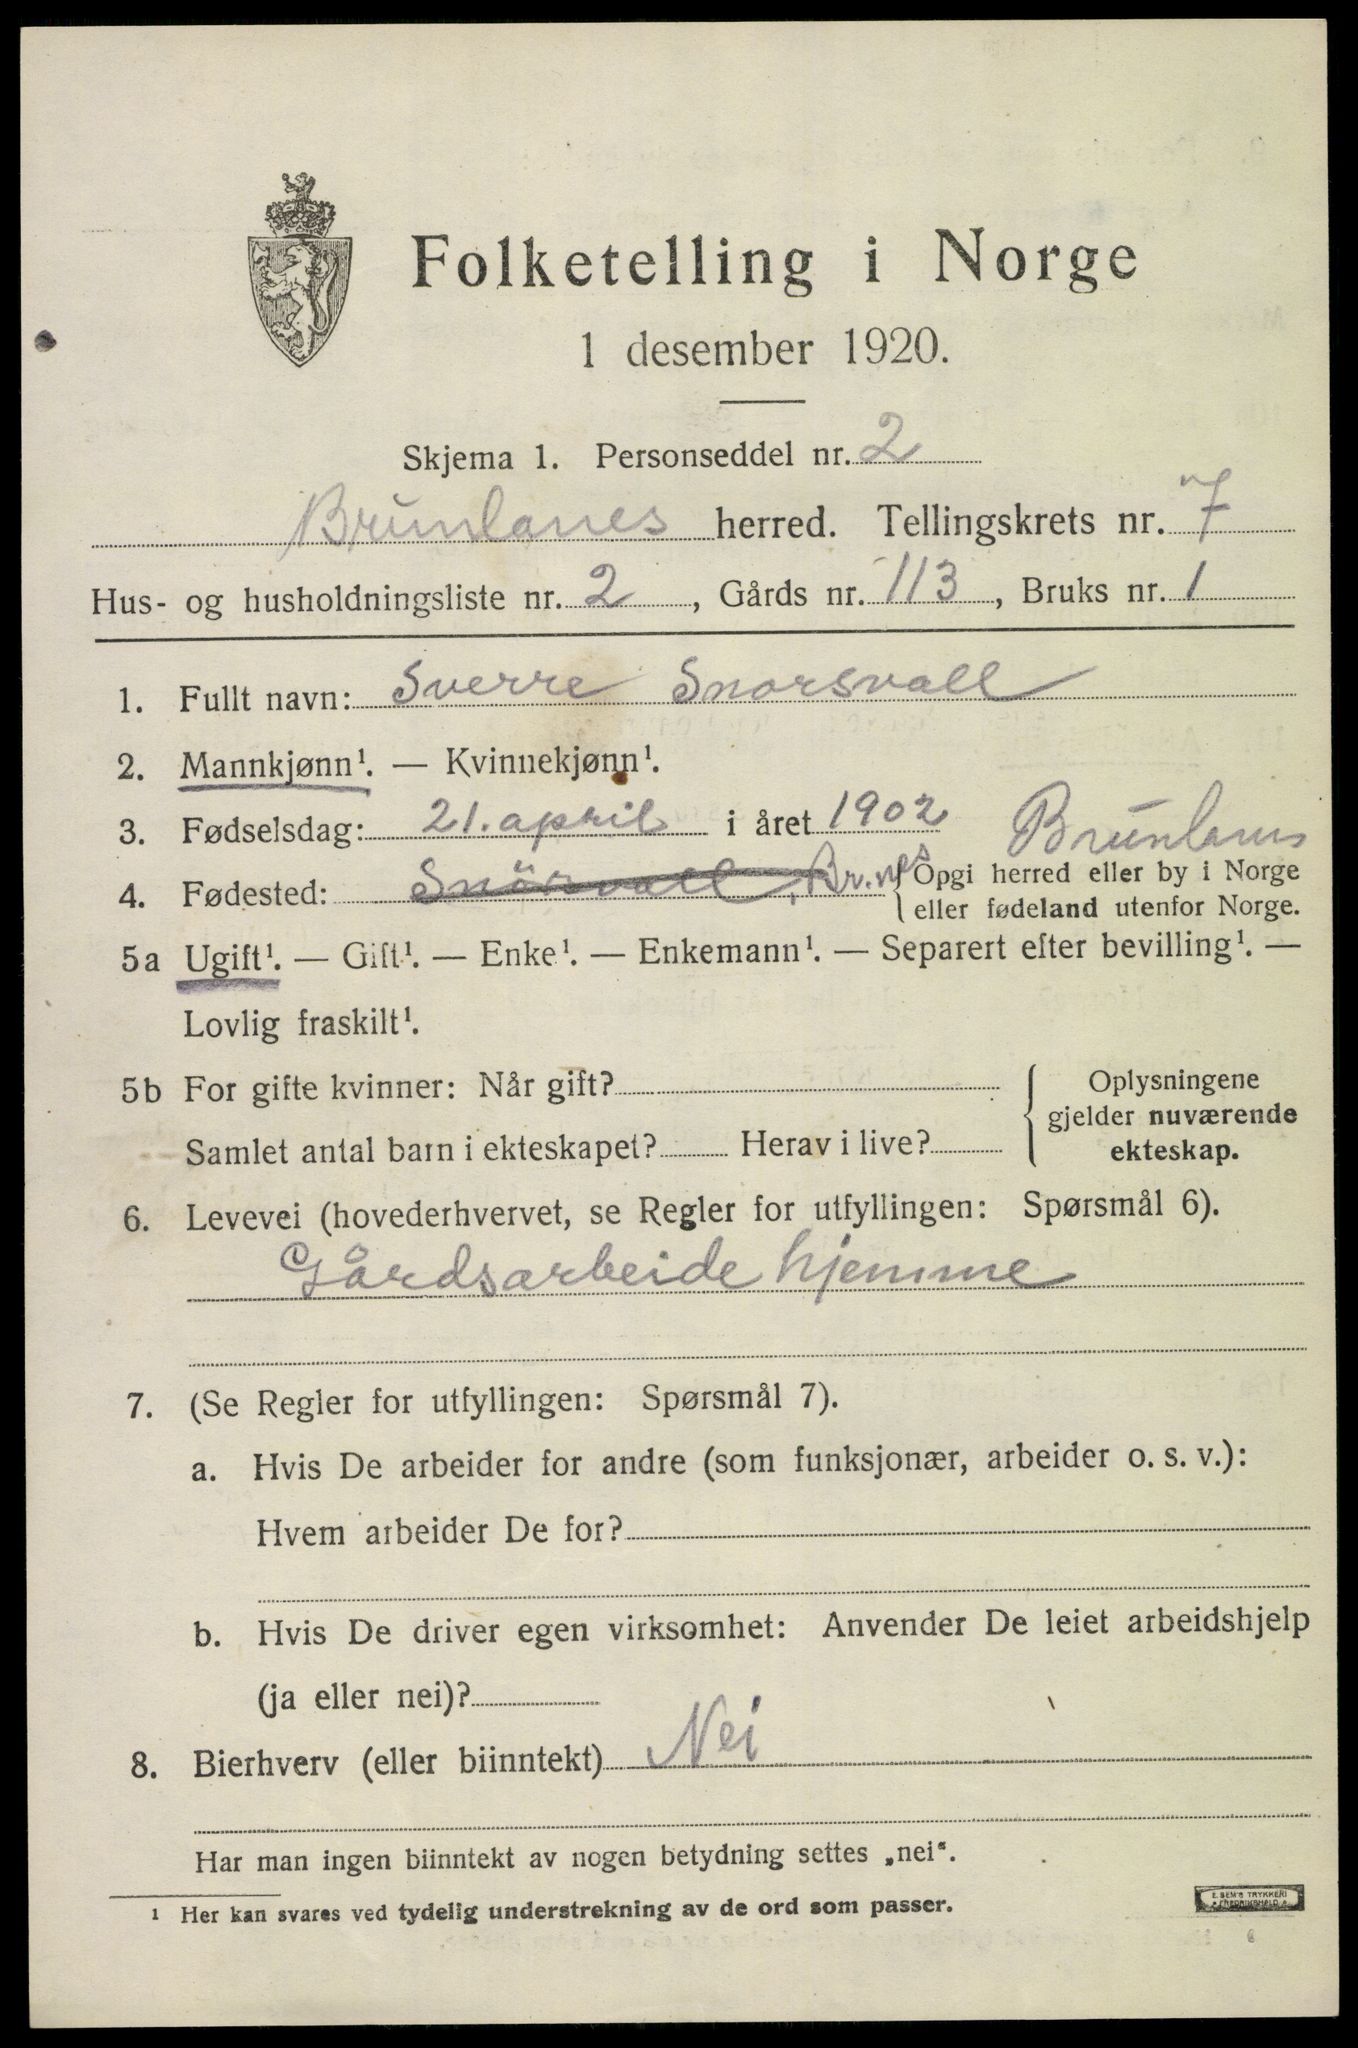 Folketelling i Norge
1 desember 1920.
Skjema 1. Personseddel nr. 2
Brunlanes herred. Tellingskrets nr. 7
Hus- og husholdningsliste nr. 2, Gårds nr. 113, Bruks nr. 1
1. Fullt navn: Sverre Snorsvall
2. Mannkjønn¹. — Kvinnekjønn¹.
3. Fødselsdag: 21. april i året 1902 Brunlanes
4. Fødested: Snörsvall, Br.nes { Opgi herred eller by i Norge
eller fødeland utenfor Norge.
5a Ugift¹. — Gift¹. — Enke¹. — Enkemann¹. — Separert efter bevilling¹. —
Lovlig fraskilt¹.
5b For gifte kvinner: Når gift?
Samlet antal barn i ekteskapet? Herav i live?
Oplysningene
gjelder nuværende
ekteskap.
6. Levevei (hovederhvervet, se Regler for utfyllingen: Spørsmål 6).
Gårdsarbeide hjemme
7. (Se Regler for utfyllingen: Spørsmål 7).
a. Hvis De arbeider for andre (som funksjonær, arbeider o. s. v.):
Hvem arbeider De for?
b. Hvis De driver egen virksomhet: Anvender De leiet arbeidshjelp
(ja eller nei)?
8. Bierhverv (eller biinntekt) Nei
Har man ingen biinntekt av nogen betydning settes „nei“.
¹ Her kan svares ved tydelig understrekning av de ord som passer.
E. SEM'S TRYKKERI
FREDRIKSHALD